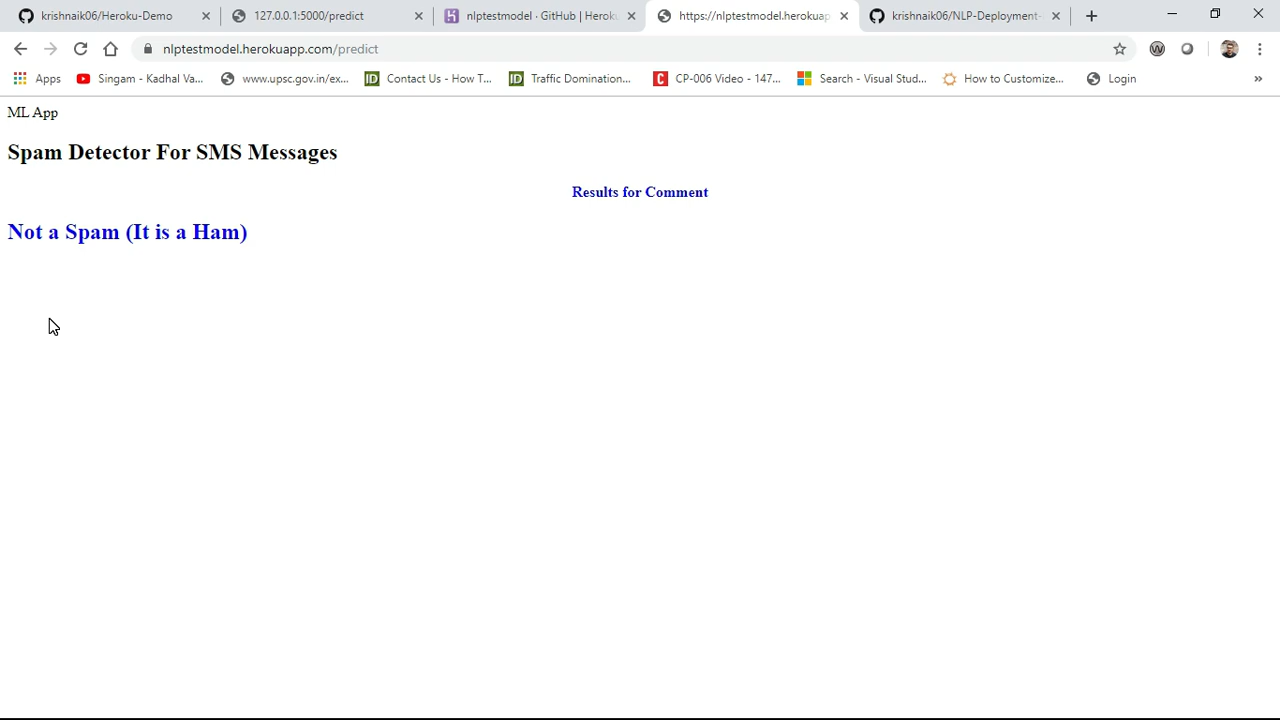 krishnaik06/Heroku-Demo
127.0.0.1:5000/predict
nlptestmodel · GitHub | Heroku
https://nlptestmodel.herokuap
krishnaik06/NLP-Deployment-
nlptestmodel.herokuapp.com/predict
Apps
Singam - Kadhal Va...
www.upsc.gov.in/ex...
ID Contact Us - How T...
ID Traffic Domination...
C CP-006 Video - 147...
Search - Visual Stud...
How to Customize...
Login
»
ML App
Spam Detector For SMS Messages
Results for Comment
Not a Spam (It is a Ham)